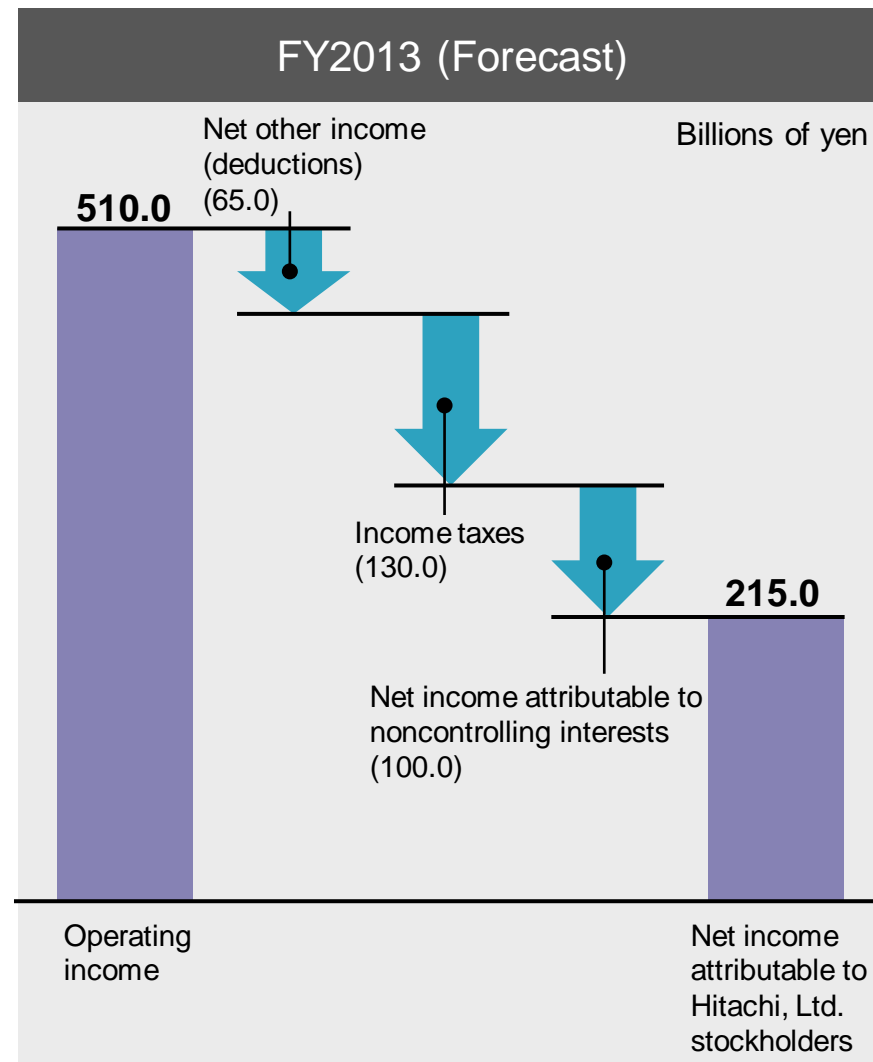 FY2013 (Forecast)
Billions of yen
Net other income
(deductions)
(65.0)
510.0
Income taxes
(130.0)
215.0
Net income attributable to
noncontrolling interests
(100.0)
Operating
income
Net income
attributable to
Hitachi, Ltd.
stockholders